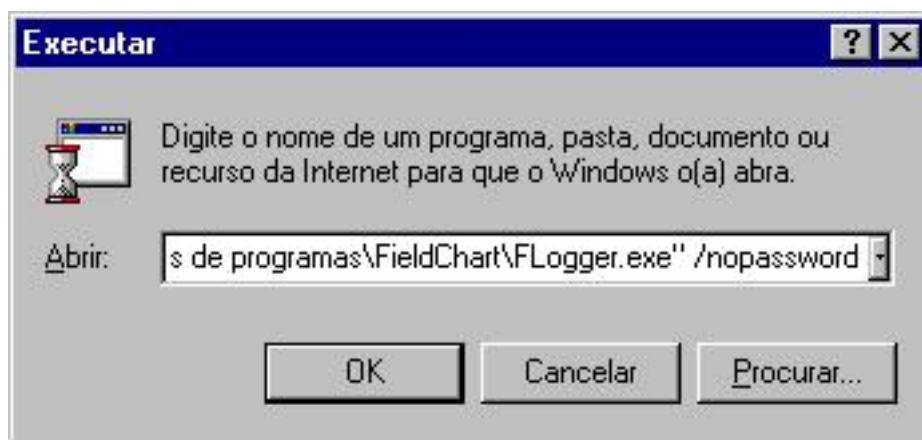 Executar
Digite o nome de um programa, pasta, documento ou
recurso da Internet para que o Windows o(a) abra.
Abrir:
s de programas\FieldChart\FLogger.exe" /nopassword
OK
Cancelar
Procurar...